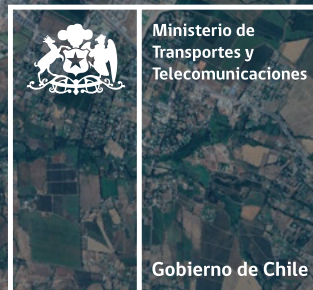 Ministerio de
Transportes y
Telecomunicaciones
Gobierno de Chile